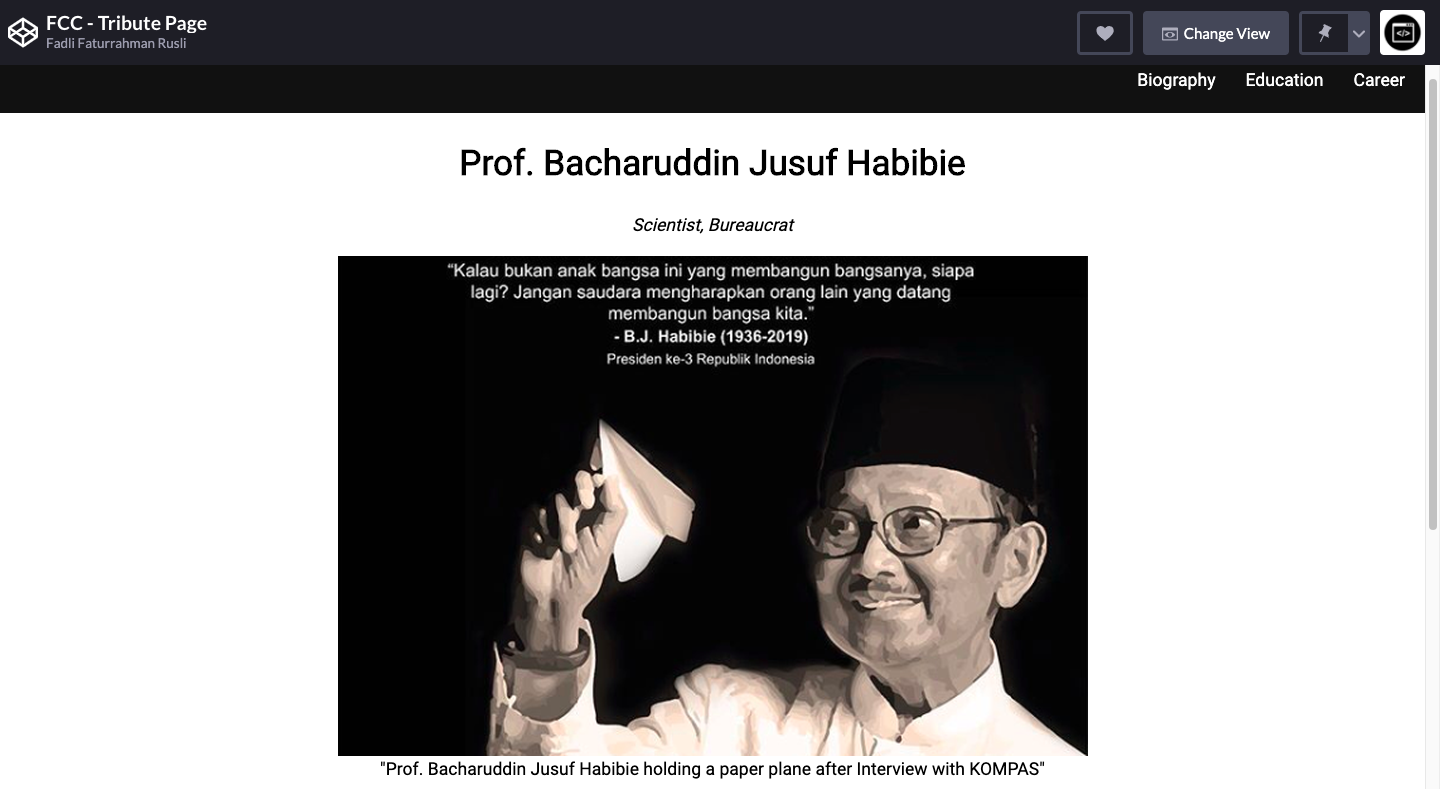 FCC - Tribute Page
Fadli Faturrahman Rusli
Change View
Biography Education Career
Prof. Bacharuddin Jusuf Habibie
Scientist, Bureaucrat
“Kalau bukan anak bangsa ini yang membangun bangsanya, siapa
lagi? Jangan saudara mengharapkan orang lain yang datang
membangun bangsa kita.”
- B.J. Habibie (1936-2019)
Presiden ke-3 Republik Indonesia
"Prof. Bacharuddin Jusuf Habibie holding a paper plane after Interview with KOMPAS"